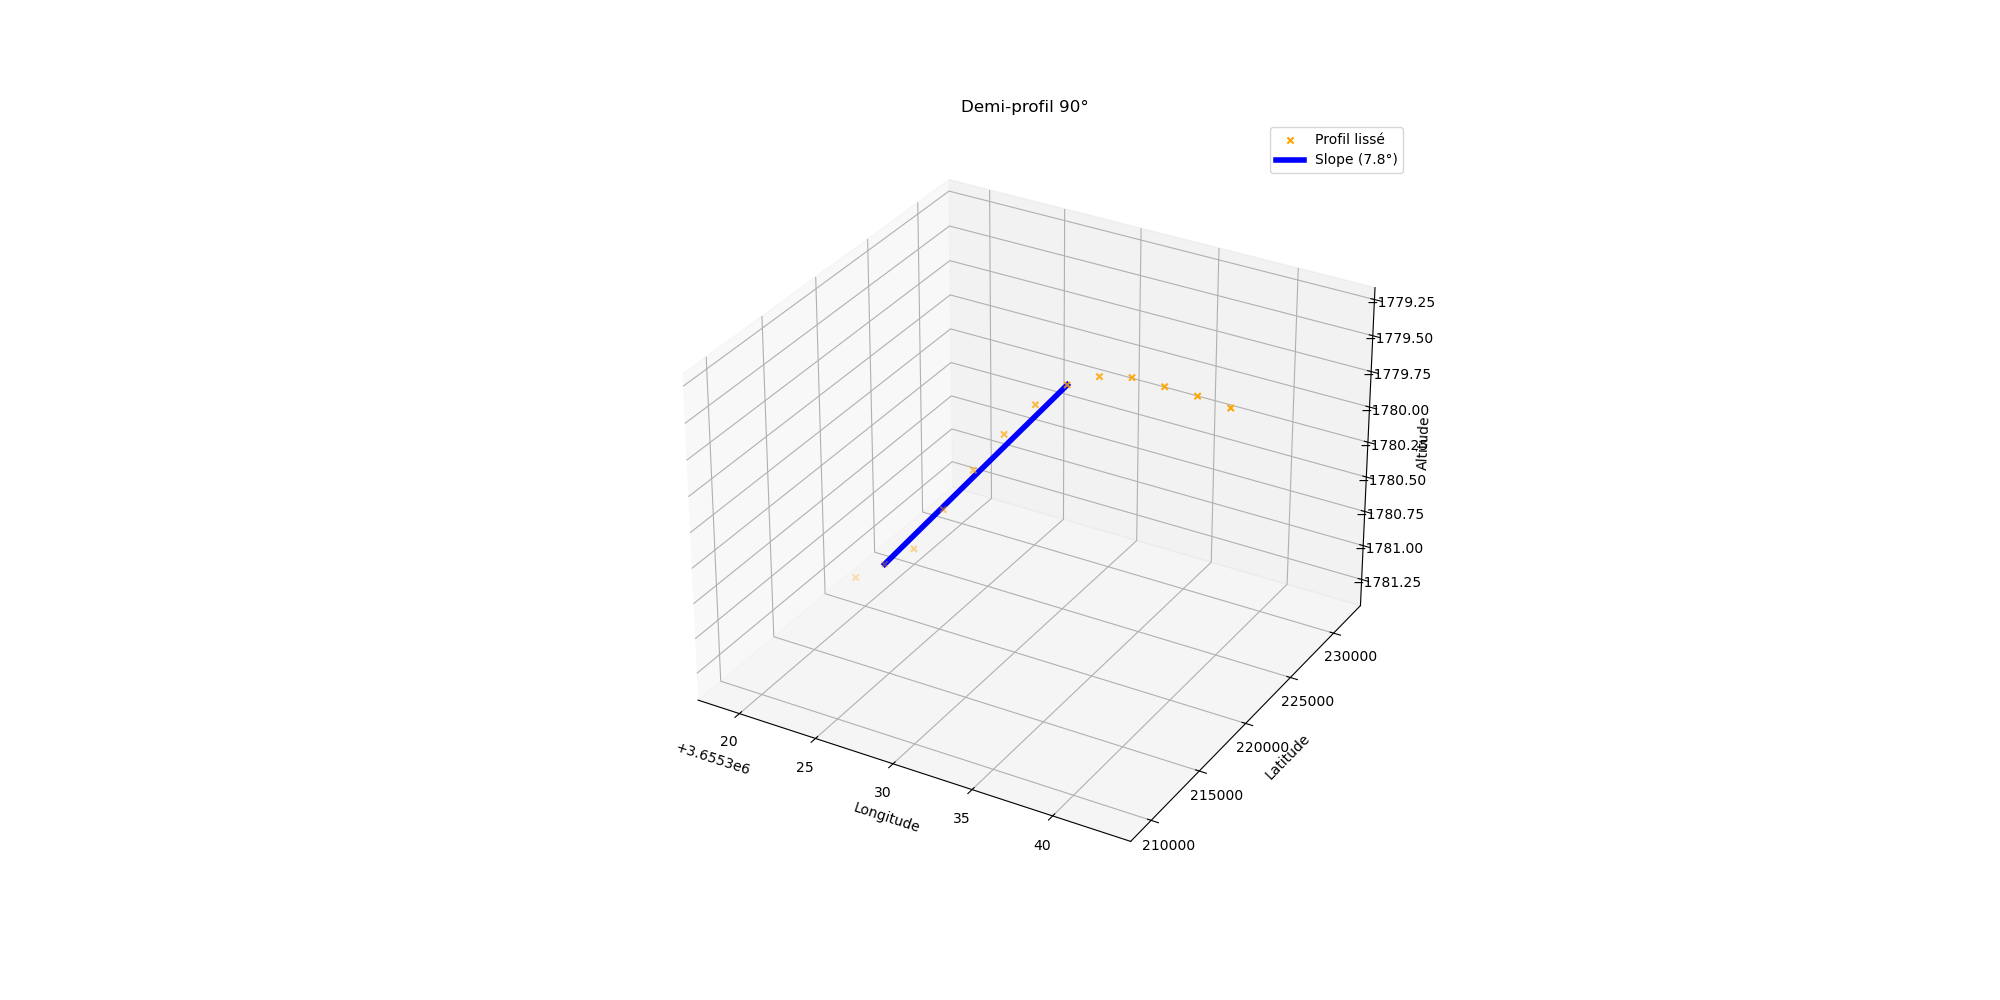 Demi-profil 90°
Profil lissé
Slope (7.8°)
−1779.25
−1779.50
−1779.75
−1780.00
−1780.25
Altitude
−1780.50
−1780.75
−1781.00
−1781.25
230000
225000
220000
Latitude
215000
210000
20
25
30
35
40
+3.6553e6
Longitude